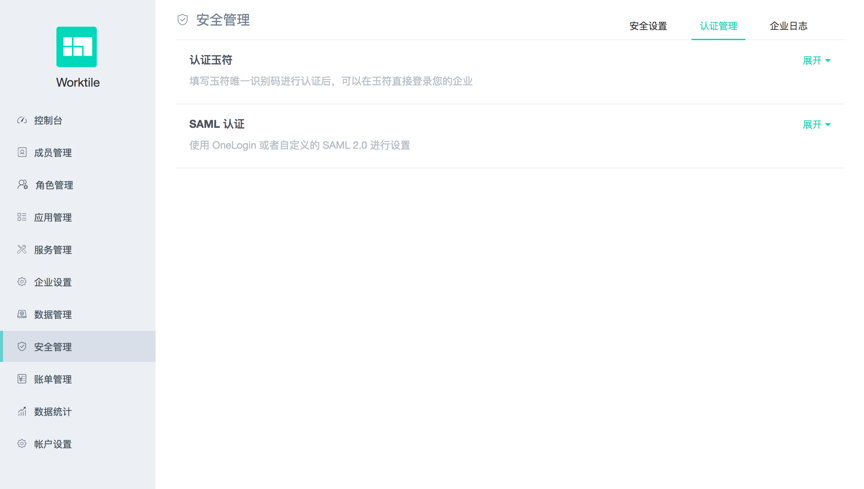 Worktile
控制台
成员管理
角色管理
应用管理
服务管理
企业设置
数据管理
安全管理
账单管理
数据统计
帐户设置
安全管理
安全设置
认证管理
企业日志
认证玉符
展开
填写玉符唯一识别码进行认证后，可以在玉符直接登录您的企业
SAML 认证
展开
使用 OneLogin 或者自定义的 SAML 2.0 进行设置